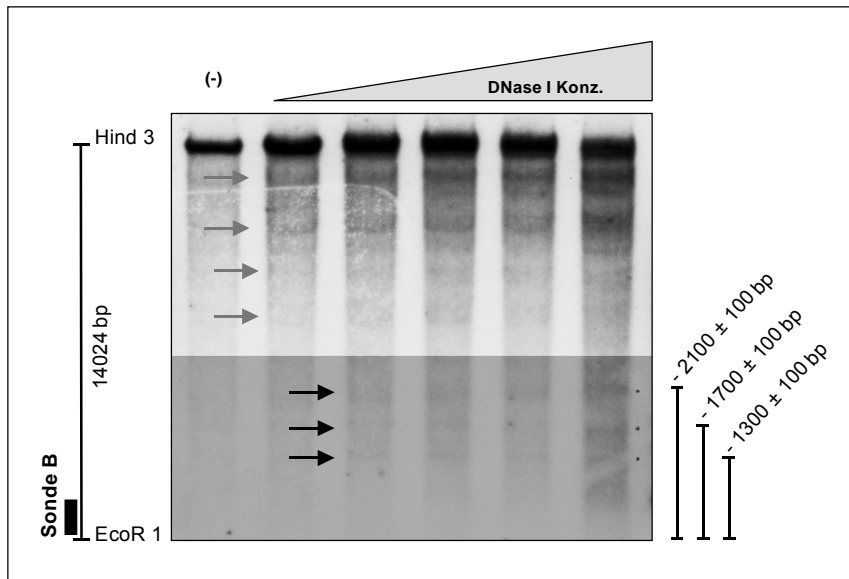 (-)
DNase I Konz.
Hind 3
14024 bp
Sonde B
EcoR 1
- 2100 ± 100 bp
- 1700 ± 100 bp
- 1300 ± 100 bp